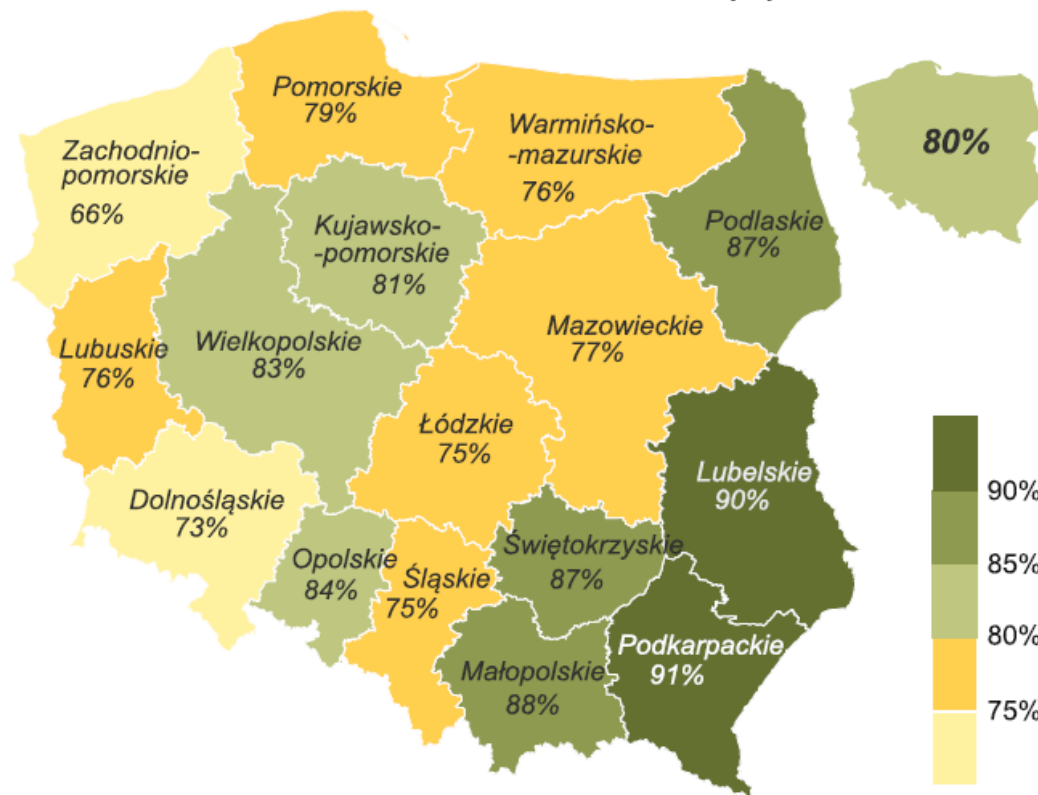 Pomorskie
79%
Warmińsko-
-mazurskie
76%
80%
Zachodnio-
pomorskie
66%
Kujawsko-
-pomorskie
81%
Podlaskie
87%
Lubuskie
76%
Wielkopolskie
83%
Mazowieckie
77%
Łódzkie
75%
Dolnośląskie
73%
Lubelskie
90%
Opolskie
84%
Śląskie
75%
Świętokrzyskie
87%
Małopolskie
88%
Podkarpackie
91%
90%
85%
80%
75%